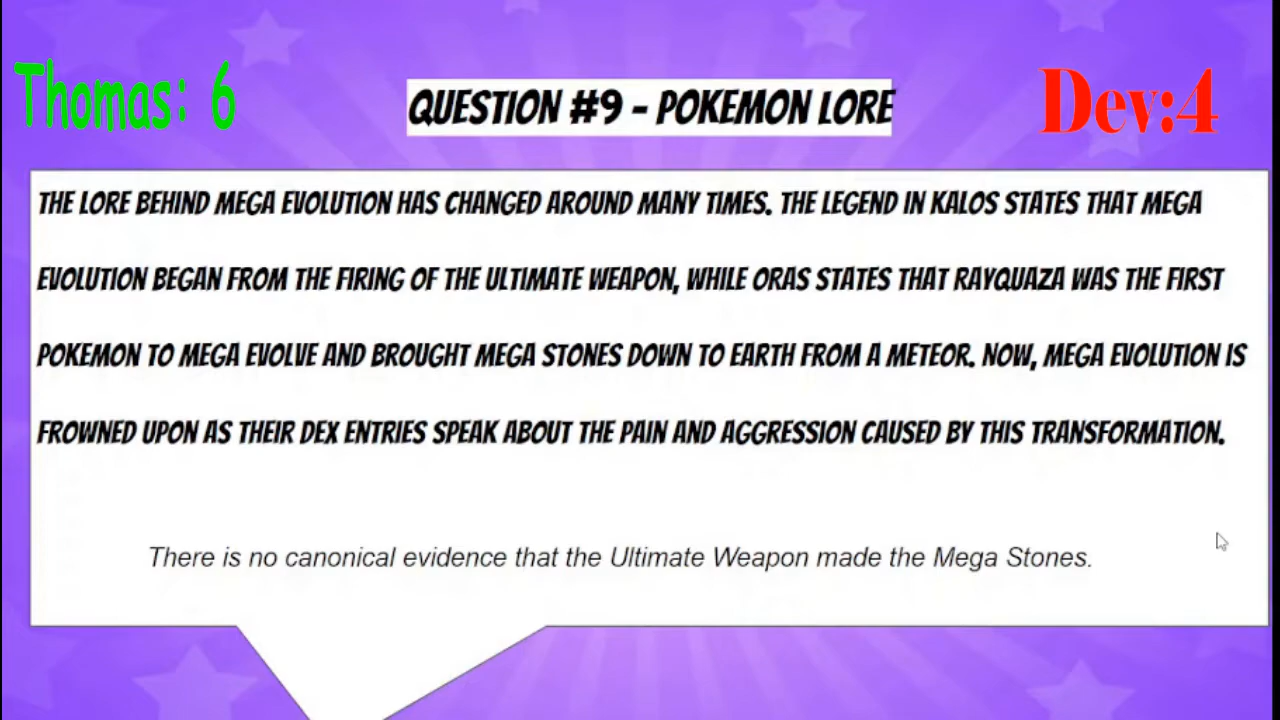 Thomas: 6
QUESTION #9 - POKEMON LORE
Dev:4
THE LORE BEHIND MEGA EVOLUTION HAS CHANGED AROUND MANY TIMES. THE LEGEND IN KALOS STATES THAT MEGA
EVOLUTION BEGAN FROM THE FIRING OF THE ULTIMATE WEAPON, WHILE ORAS STATES THAT RAYQUAZA WAS THE FIRST
POKEMON TO MEGA EVOLVE AND BROUGHT MEGA STONES DOWN TO EARTH FROM A METEOR. NOW, MEGA EVOLUTION IS
FROWNED UPON AS THEIR DEX ENTRIES SPEAK ABOUT THE PAIN AND AGGRESSION CAUSED BY THIS TRANSFORMATION.
There is no canonical evidence that the Ultimate Weapon made the Mega Stones.